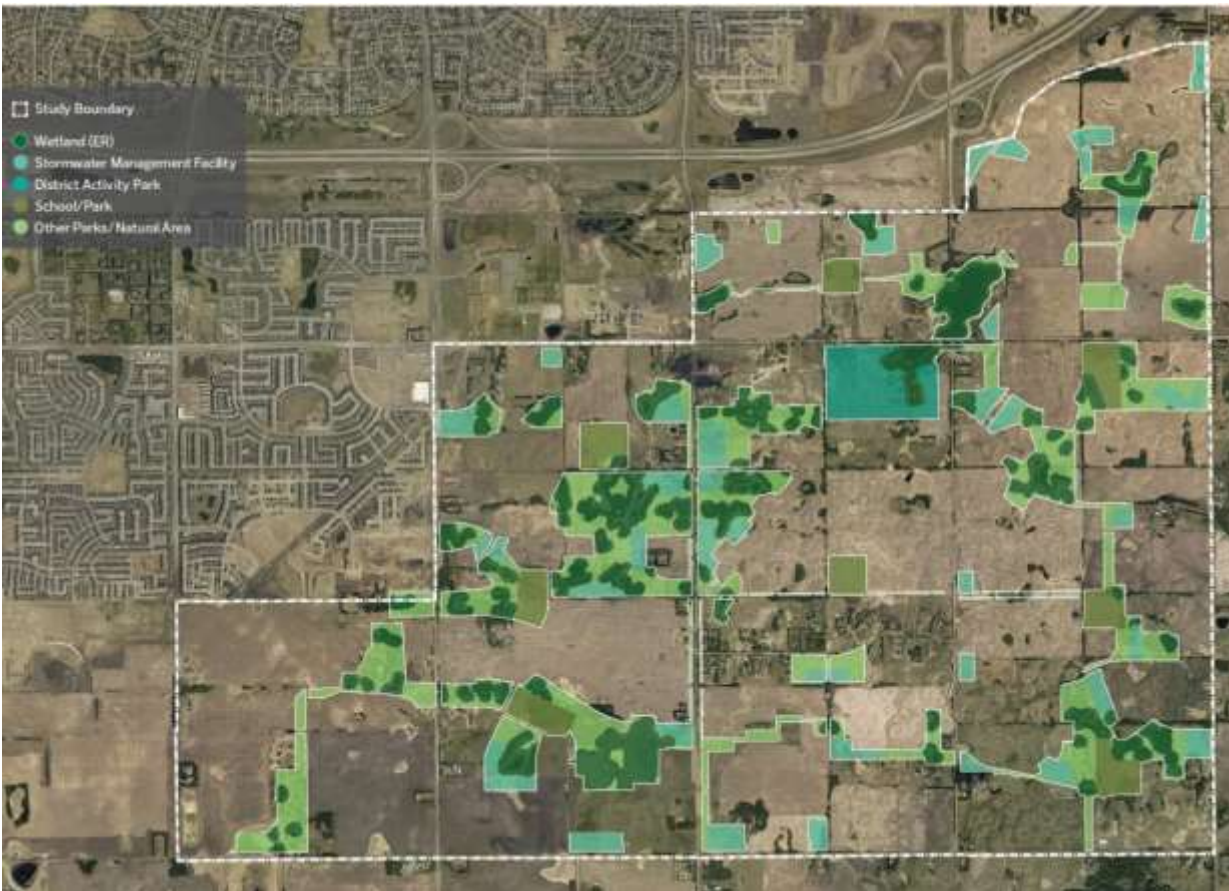 Study Boundary
Wetland (ER)
Stormwater Management Facility
District Activity Park
School/Park
Other Parks/Natural Area